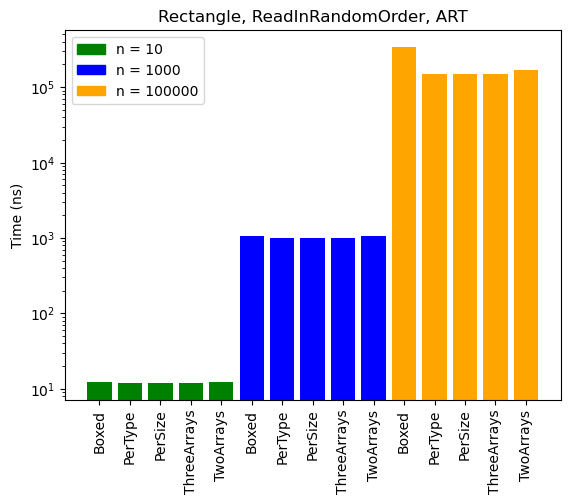 Rectangle, ReadInRandomOrder, ART
n = 10
n = 1000
n = 100000
Time (ns)
10^5
10^4
10^3
10^2
10^1
Boxed
PerType
PerSize
ThreeArrays
TwoArrays
Boxed
PerType
PerSize
ThreeArrays
TwoArrays
Boxed
PerType
PerSize
ThreeArrays
TwoArrays